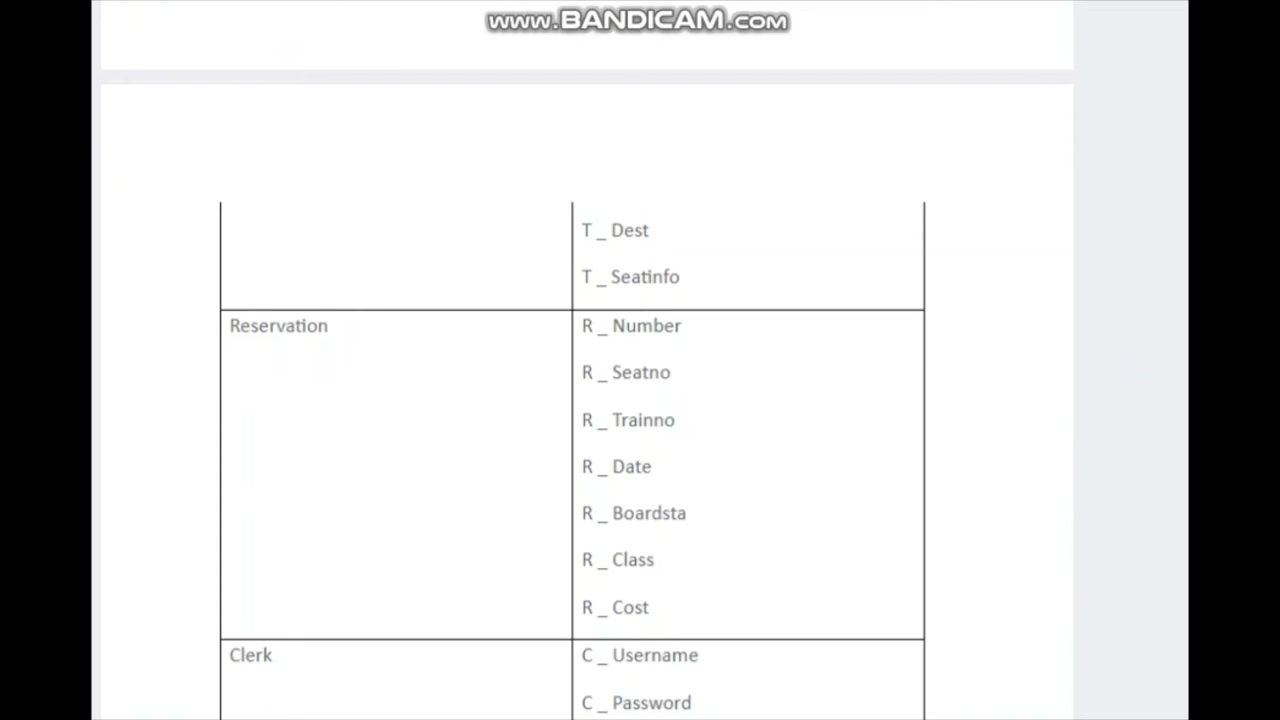 www.BANDICAM.com
T _ Dest
T _ Seatinfo
Reservation
R _ Number
R _ Seatno
R _ Trainno
R _ Date
R _ Boardsta
R _ Class
R _ Cost
Clerk
C _ Username
C _ Password